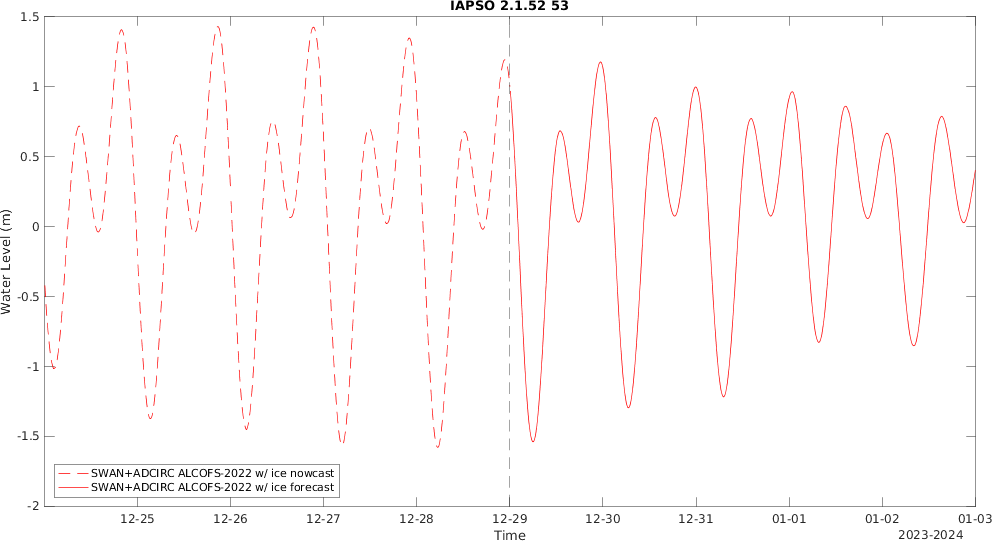 IAPSO 2.1.52 53
1.5
1
0.5
0
-0.5
-1
-1.5
-2
Water Level (m)
SWAN+ADCIRC ALCOFS-2022 w/ ice nowcast
SWAN+ADCIRC ALCOFS-2022 w/ ice forecast
12-25 12-26 12-27 12-28 12-29 12-30 12-31 01-01 01-02 01-03
Time
2023-2024